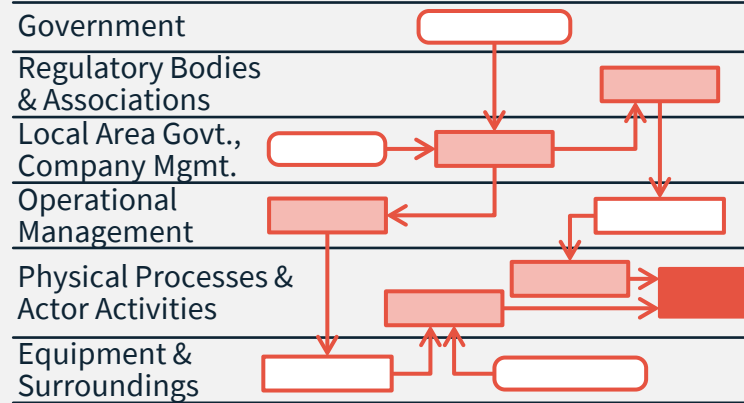 Government
Regulatory Bodies
& Associations
Local Area Govt.,
Company Mgmt.
Operational
Management
Physical Processes &
Actor Activities
Equipment &
Surroundings